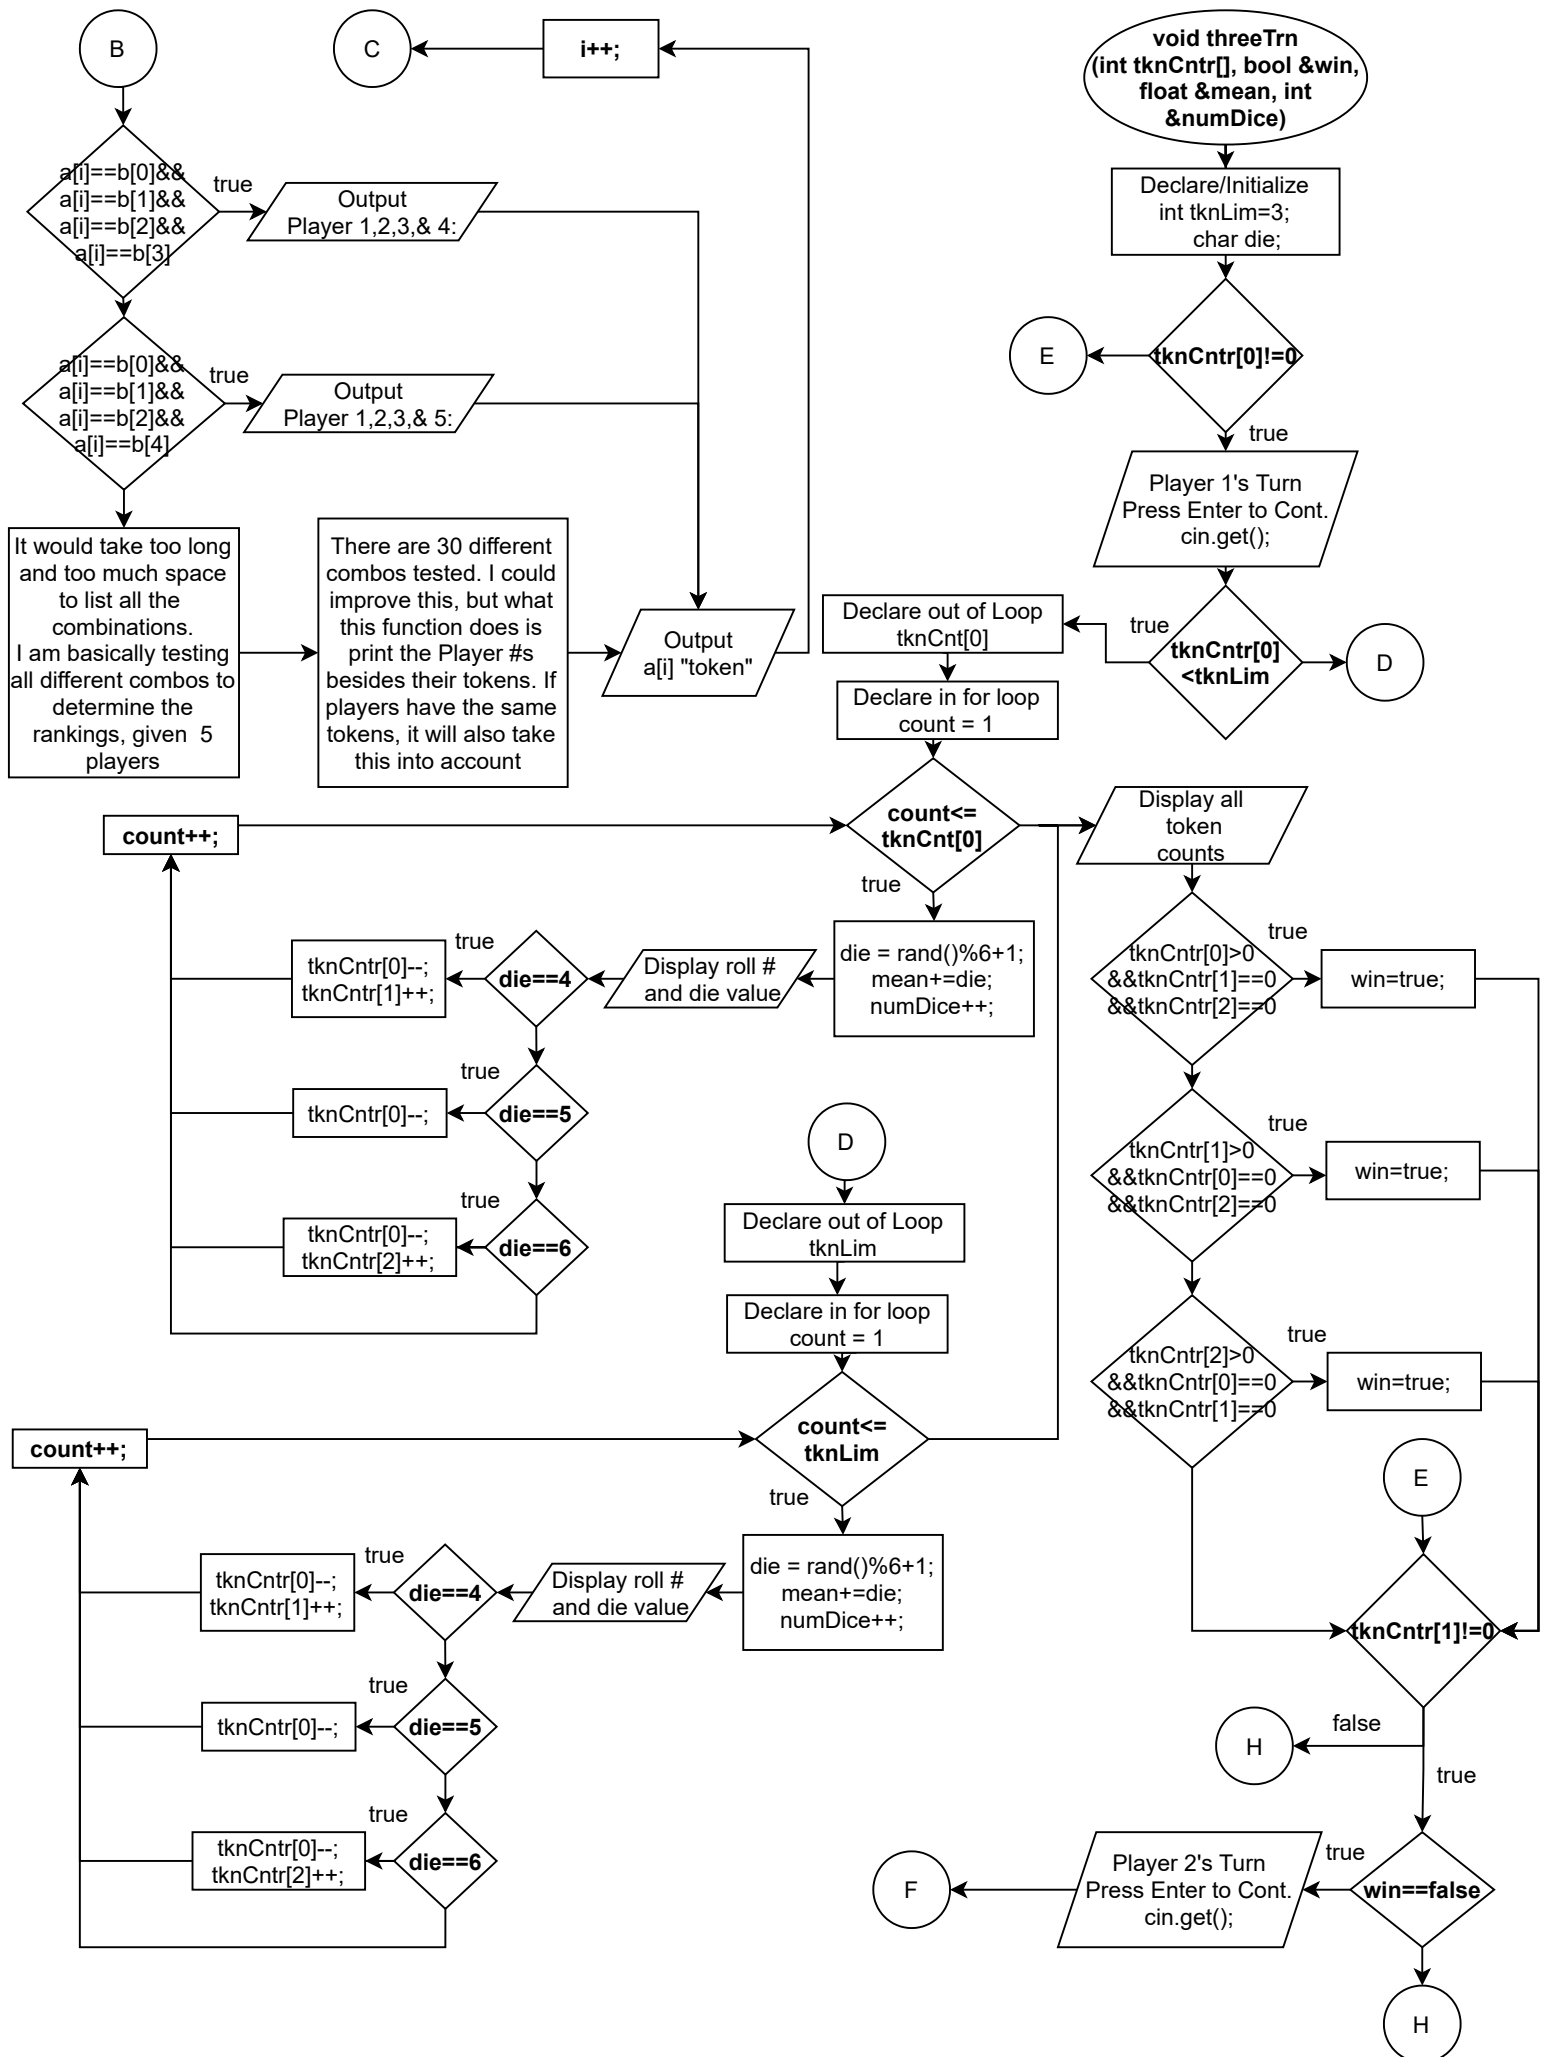 B
C
i++;
void threeTrn
(int tknCntr[], bool &win,
float &mean, int
&numDice)
a[i]==b[0]&&
a[i]==b[1]&&
a[i]==b[2]&&
a[i]==b[3]
true
Output
Player 1,2,3,& 4:
Declare/Initialize
int tknLim=3;
char die;
a[i]==b[0]&&
a[i]==b[1]&&
a[i]==b[2]&&
a[i]==b[4]
true
Output
Player 1,2,3,& 5:
E
tknCntr[0]!=0
true
Player 1's Turn
Press Enter to Cont.
cin.get();
It would take too long
and too much space
to list all the
combinations.
I am basically testing
all different combos to
determine the
rankings, given 5
players
There are 30 different
combos tested. I could
improve this, but what
this function does is
print the Player #s
besides their tokens. If
players have the same
tokens, it will also take
this into account
Output
a[i] "token"
Declare out of Loop
tknCnt[0]
true
tknCntr[0]
<tknLim
D
Declare in for loop
count = 1
count++;
count<=
tknCnt[0]
true
Display all
token
counts
tknCntr[0]--;
tknCntr[1]++;
true
die==4
Display roll #
and die value
die = rand()%6+1;
mean+=die;
numDice++;
tknCntr[0]>0
&&tknCntr[1]==0
&&tknCntr[2]==0
true
win=true;
true
tknCntr[0]--;
die==5
true
tknCntr[0]--;
tknCntr[2]++;
die==6
D
Declare out of Loop
tknLim
Declare in for loop
count = 1
tknCntr[1]>0
&&tknCntr[0]==0
&&tknCntr[2]==0
true
win=true;
tknCntr[2]>0
&&tknCntr[0]==0
&&tknCntr[1]==0
true
win=true;
count++;
count<=
tknLim
true
E
tknCntr[0]--;
tknCntr[1]++;
true
die==4
Display roll #
and die value
die = rand()%6+1;
mean+=die;
numDice++;
tknCntr[1]!=0
true
tknCntr[0]--;
die==5
H
false
true
true
tknCntr[0]--;
tknCntr[2]++;
die==6
F
Player 2's Turn
Press Enter to Cont.
cin.get();
true
win==false
H